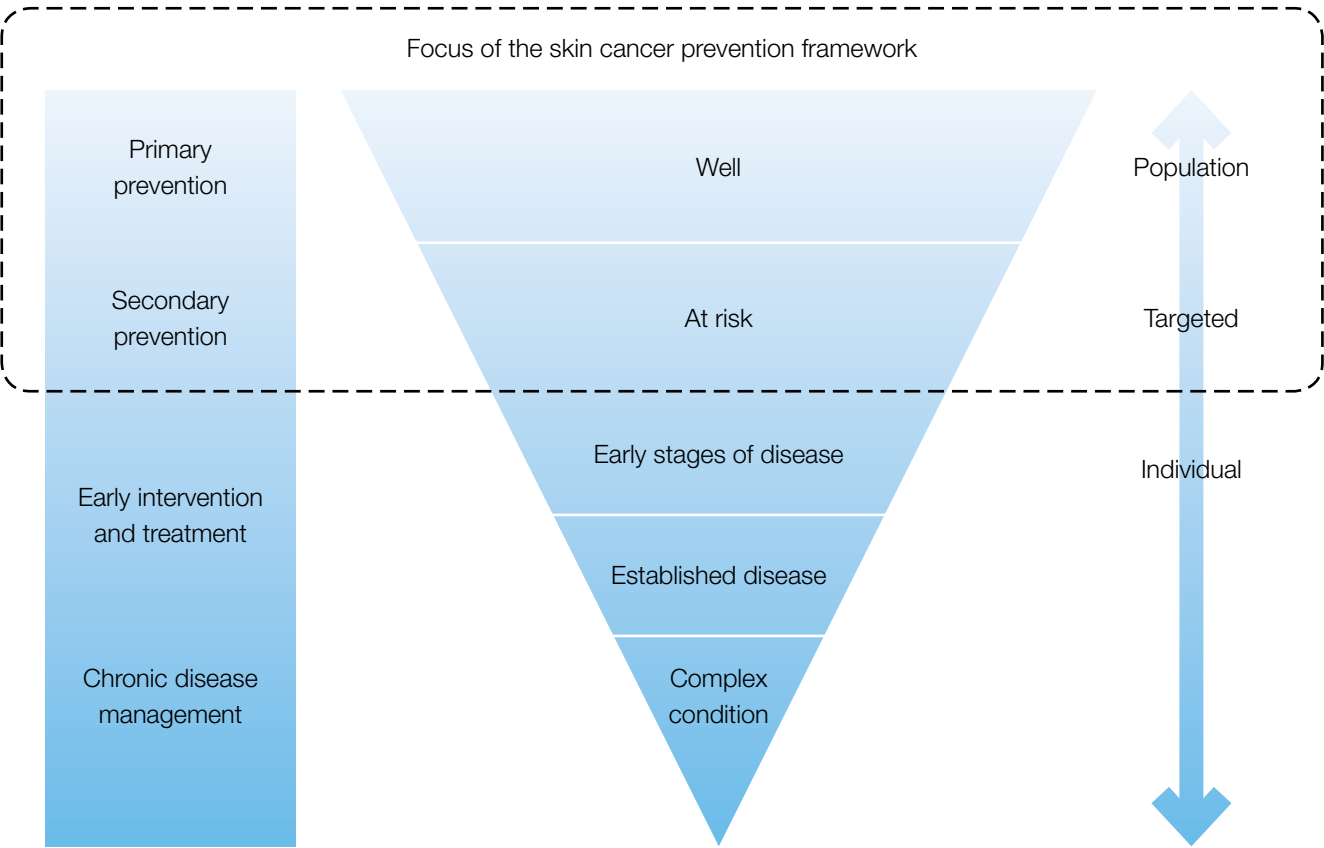 Focus of the skin cancer prevention framework
Primary
prevention
Well
Population
Secondary
prevention
At risk
Targeted
Early stages of disease
Individual
Early intervention
and treatment
Established disease
Chronic disease
management
Complex
condition